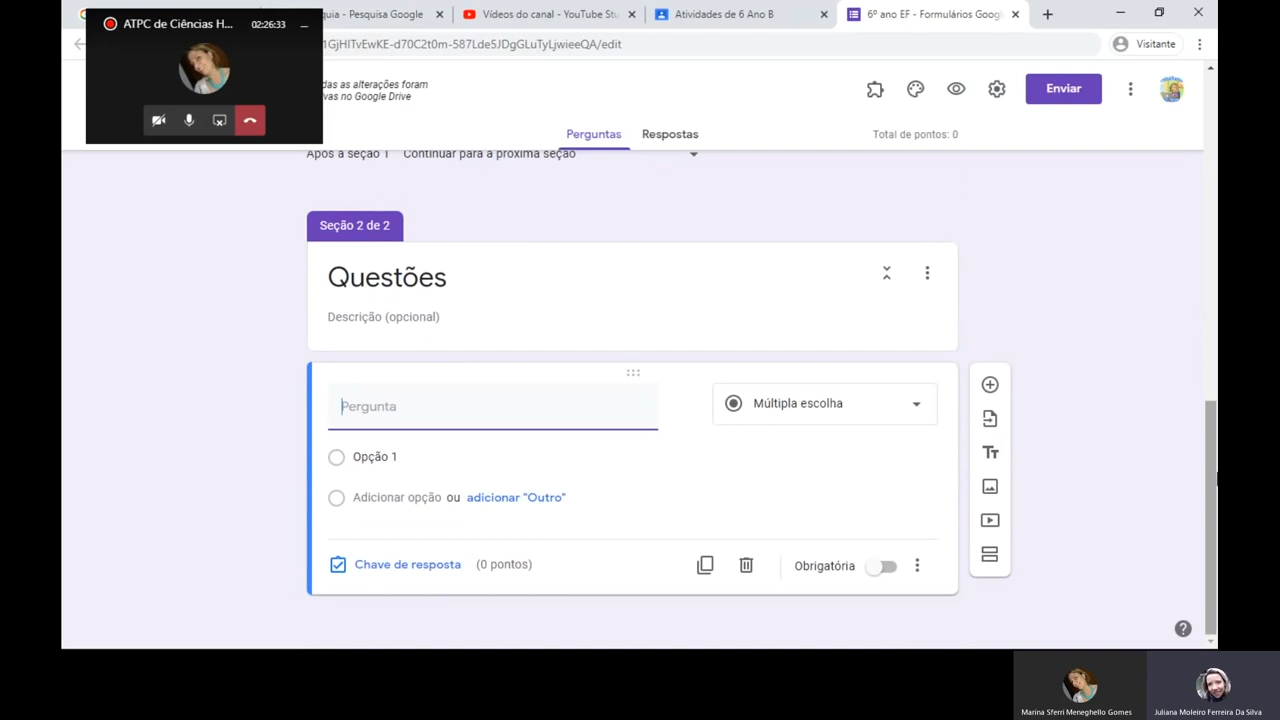 ATPC de Ciências H...
02:26:33
quia - Pesquisa Google
Vídeos do canal - YouTube Stu
Atividades de 6 Ano B
6º ano EF - Formulários Googl
Visitante
das as alterações foram
vas no Google Drive
Enviar
Perguntas
Respostas
Total de pontos: 0
Após a seção 1
Continuar para a próxima seção
Seção 2 de 2
Questões
Descrição (opcional)
Pergunta
Múltipla escolha
Opção 1
Adicionar opção ou adicionar "Outro"
Chave de resposta (0 pontos)
Obrigatória
Marina Sferri Meneghello Gomes
Juliana Moleiro Ferreira Da Silva